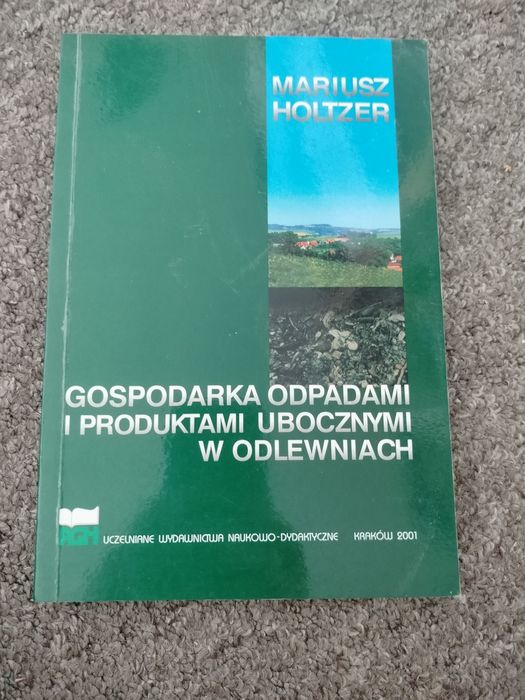 MARIUSZ
HOLTZER
GOSPODARKA ODPADAMI
I PRODUKTAMI UBOCZNYMI
W ODLEWNIACH
AGH UCZELNIANE WYDAWNICTWA NAUKOWO-DYDAKTYCZNE KRAKÓW 2001